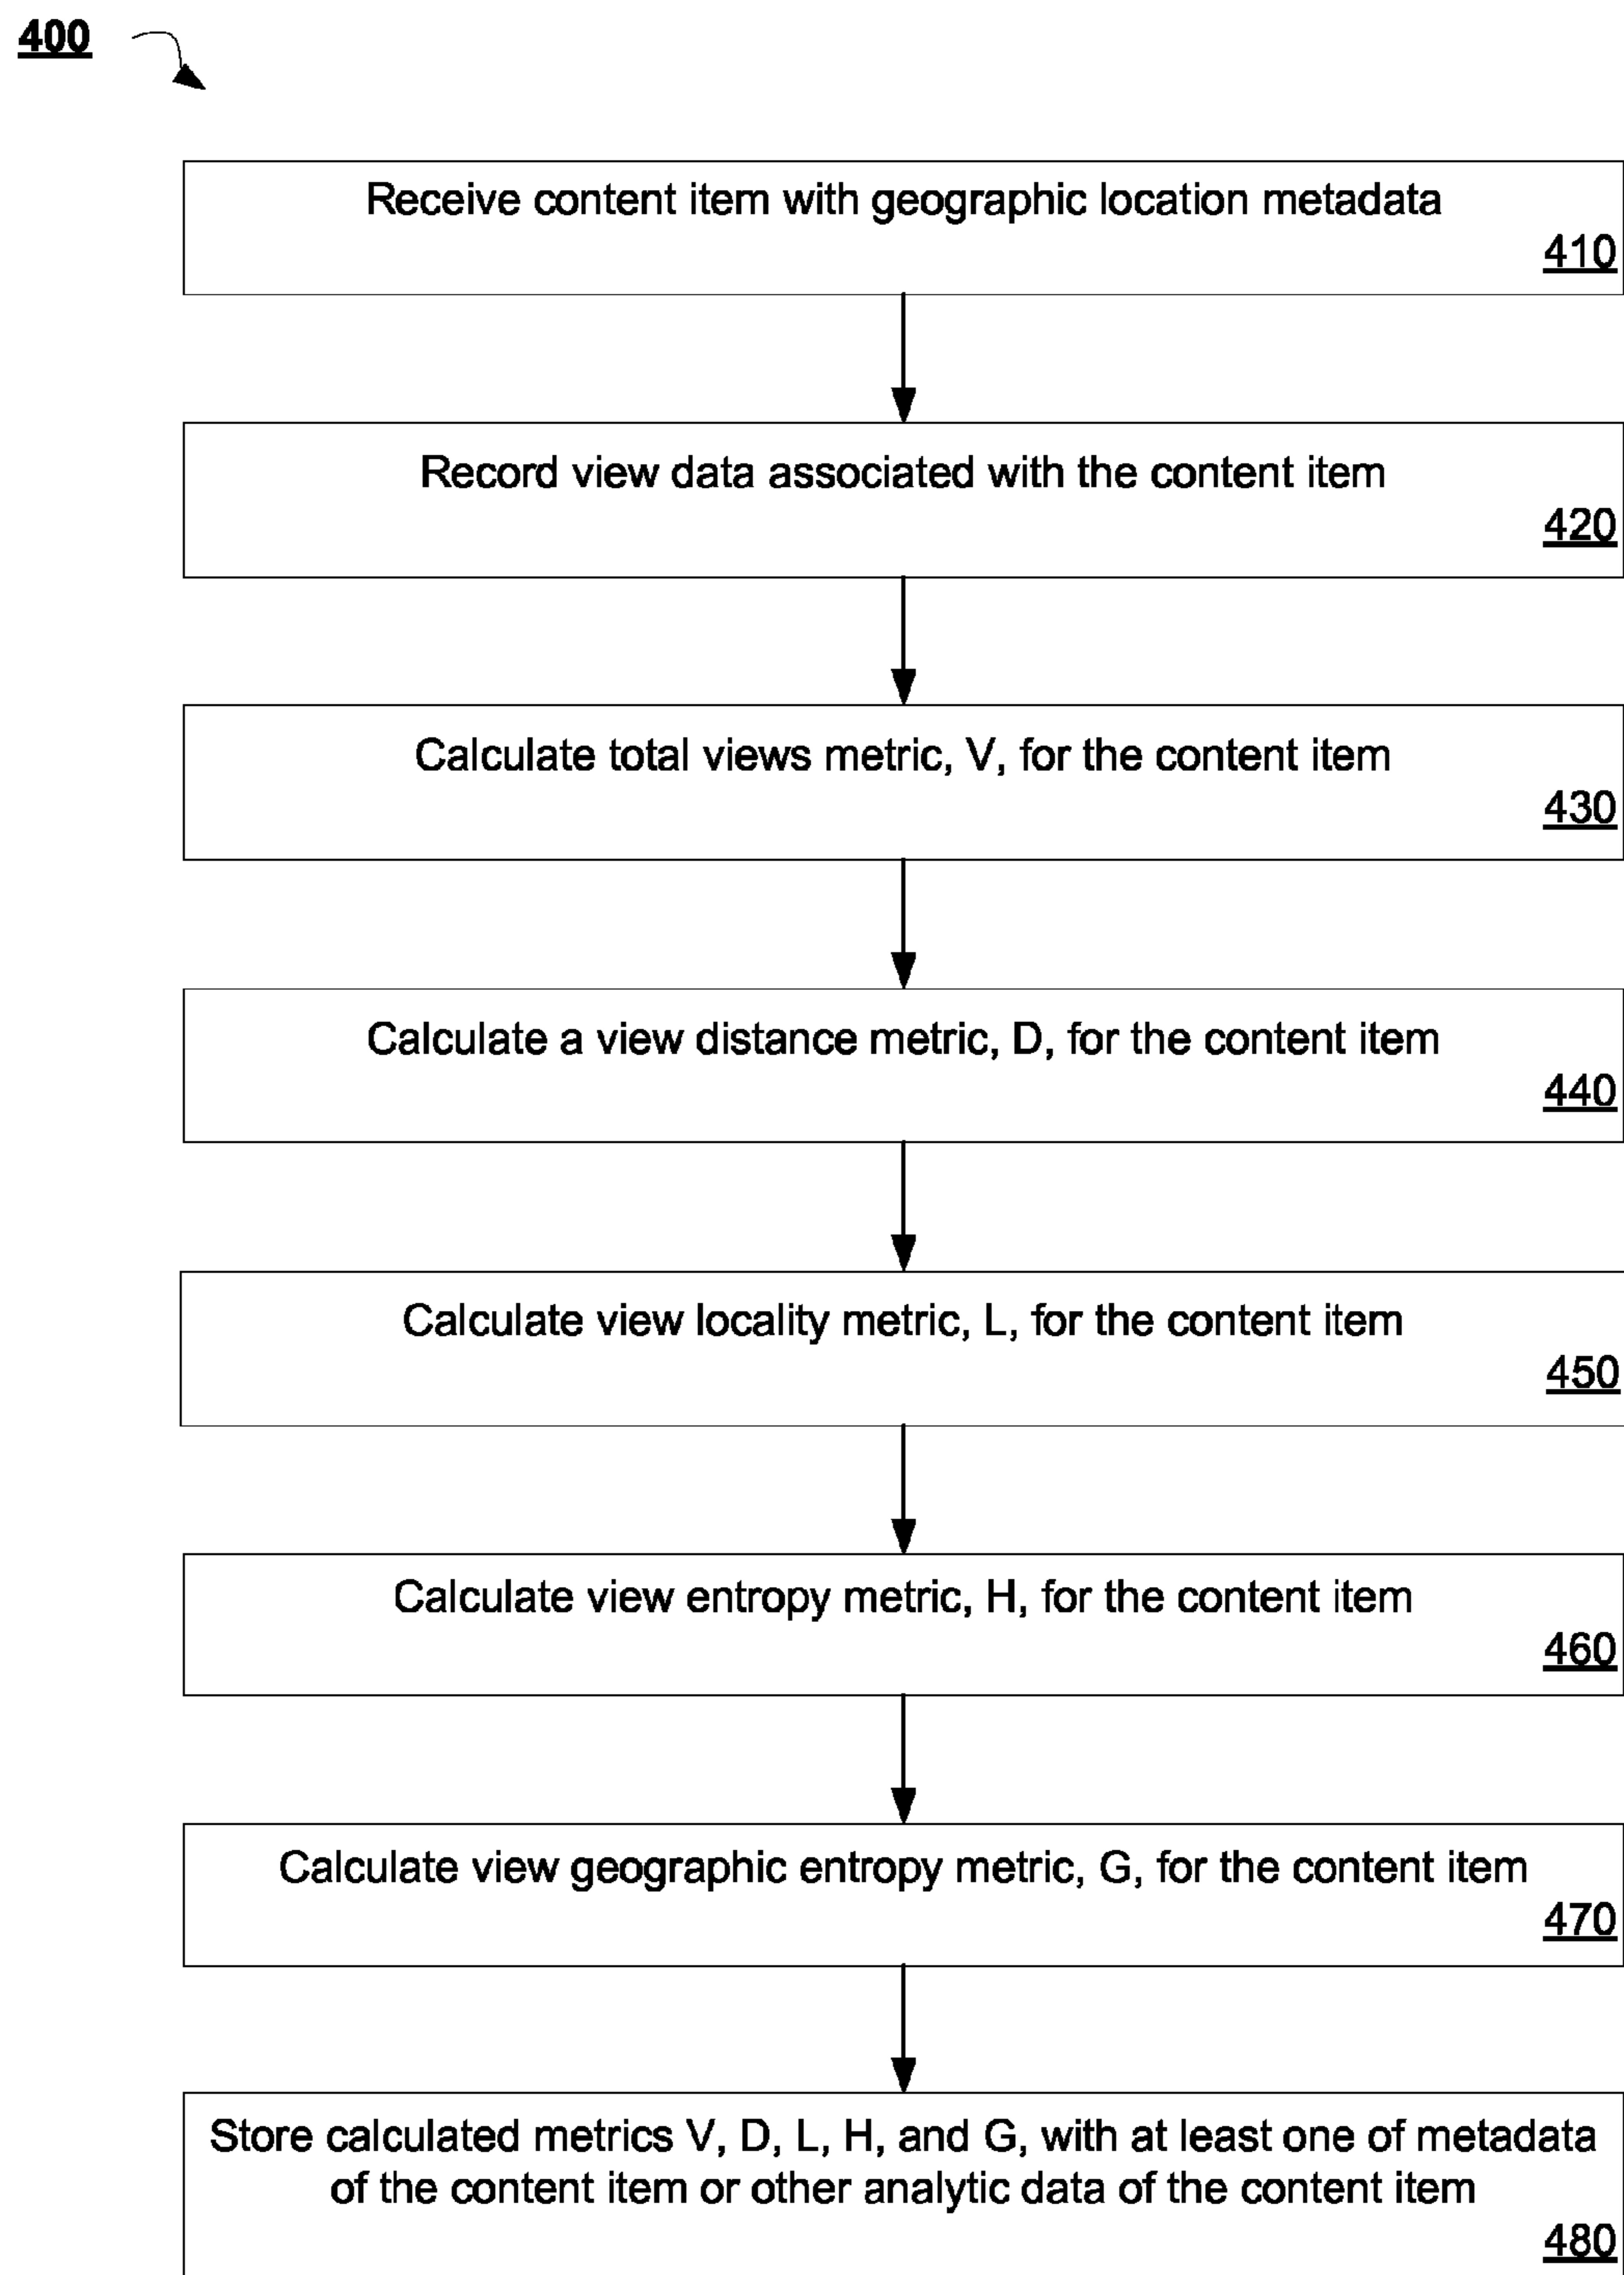 400
Receive content item with geographic location metadata
410
Record view data associated with the content item
420
Calculate total views metric, V, for the content item
430
Calculate a view distance metric, D, for the content item
440
Calculate view locality metric, L, for the content item
450
Calculate view entropy metric, H, for the content item
460
Calculate view geographic entropy metric, G, for the content item
470
Store calculated metrics V, D, L, H, and G, with at least one of metadata
of the content item or other analytic data of the content item
480